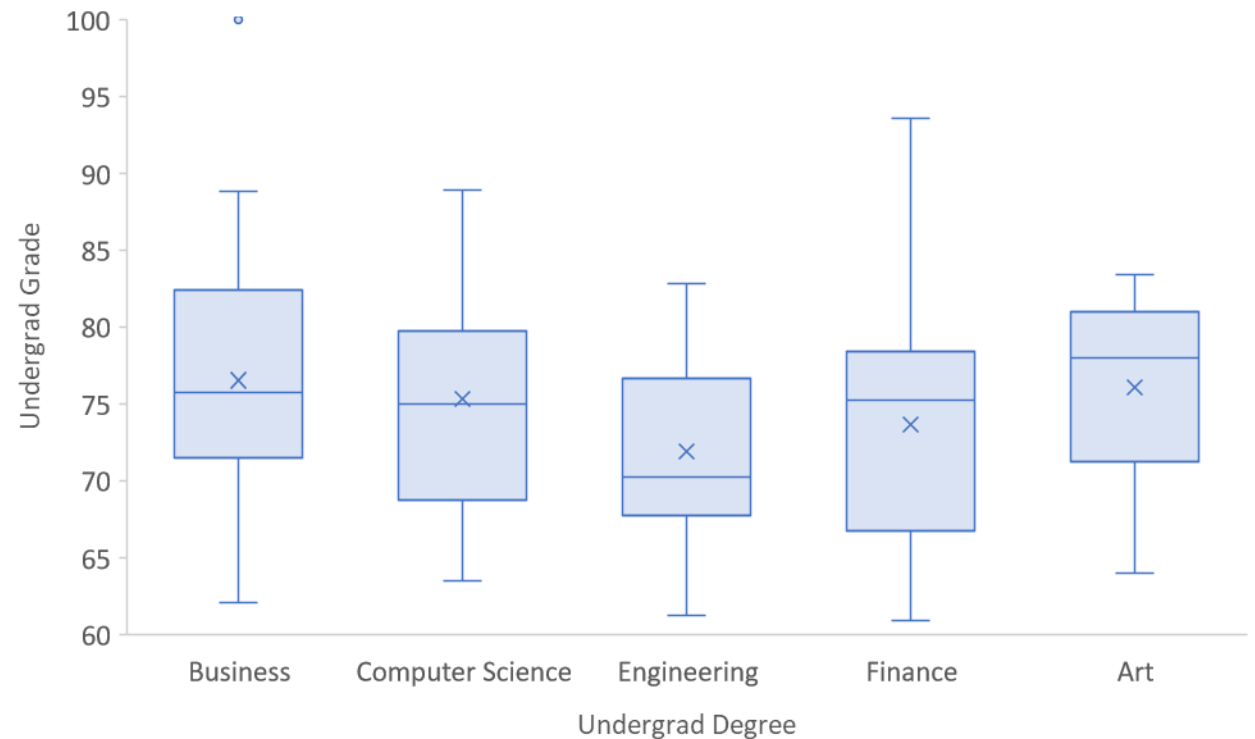 100
95
90
85
80
75
70
65
60
Undergrad Grade
Business
Computer Science
Engineering
Finance
Art
Undergrad Degree